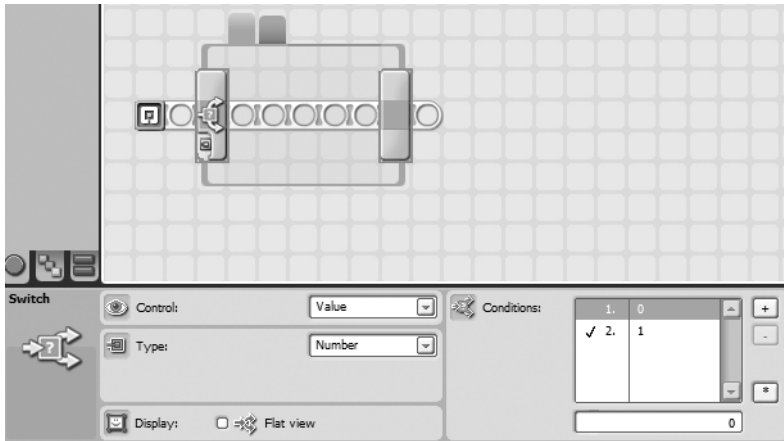 Switch
Control: Value
Type: Number
Display: Flat view
Conditions:
1. 0
✓ 2. 1
+
-
*
0